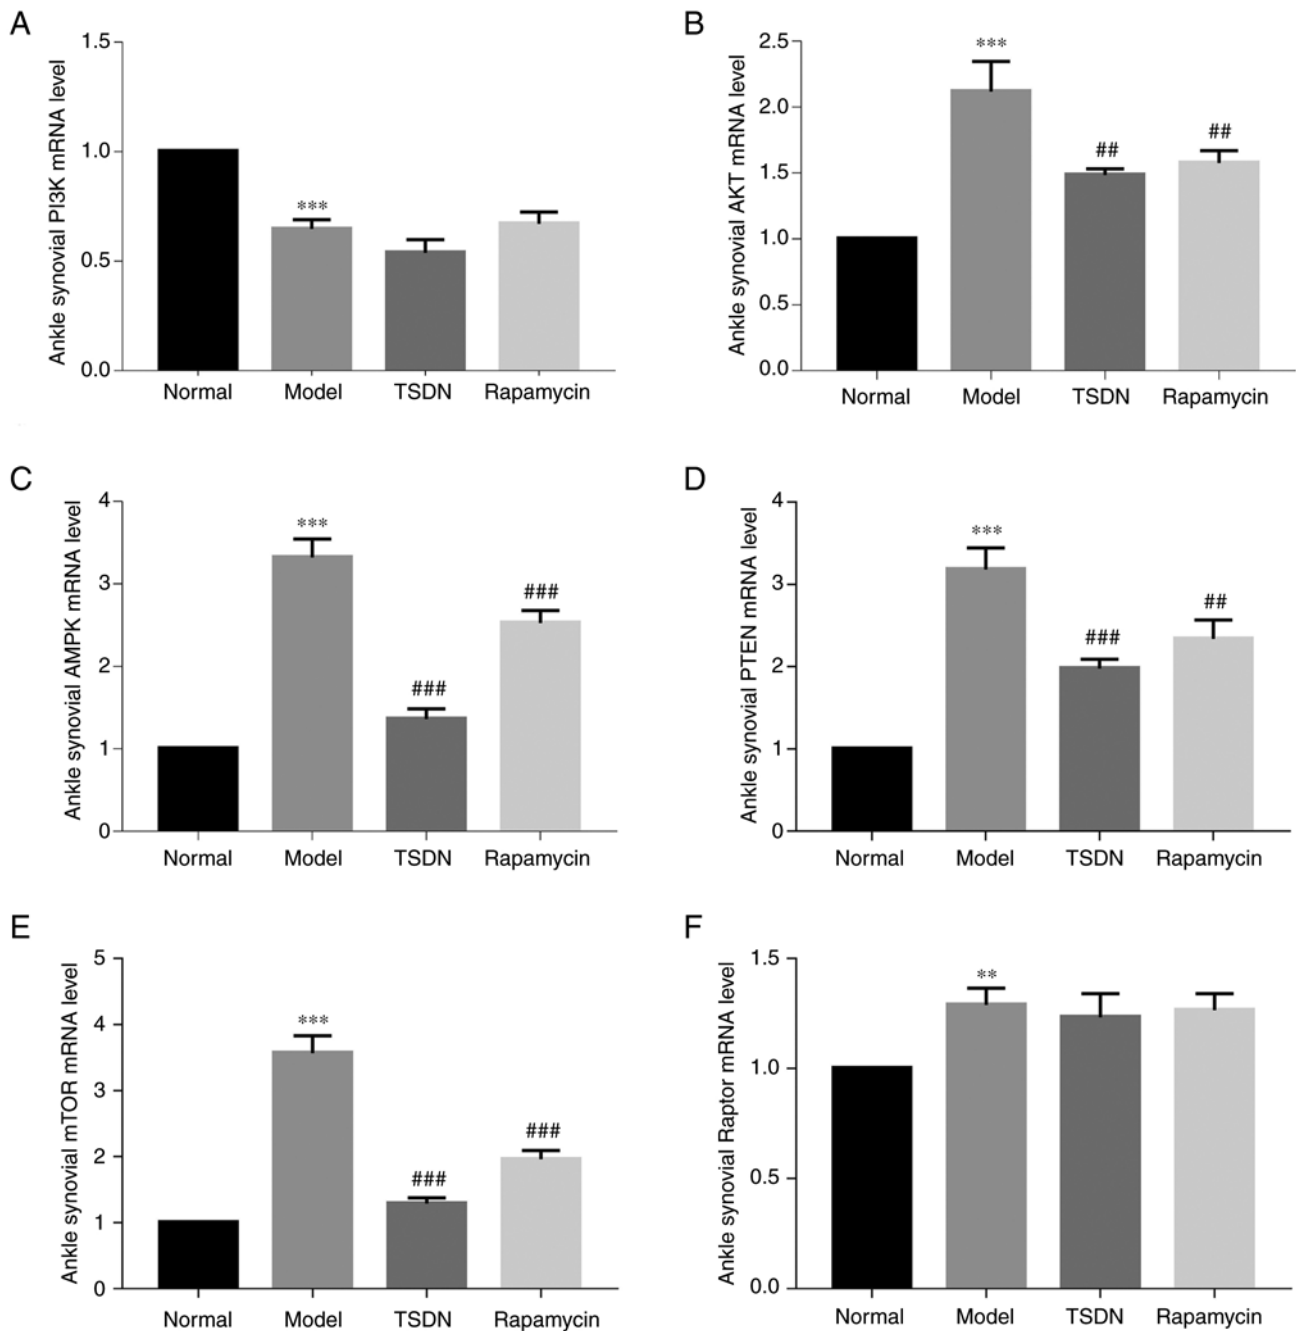 A
Ankle synovial PI3K mRNA level
1.5
1.0
0.5
0.0
***
Normal Model TSDN Rapamycin
B
Ankle synovial AKT mRNA level
2.5
2.0
1.5
1.0
0.5
0.0
***
##
##
Normal Model TSDN Rapamycin
C
Ankle synovial AMPK mRNA level
4
3
2
1
0
***
###
###
Normal Model TSDN Rapamycin
D
Ankle synovial PTEN mRNA level
4
3
2
1
0
***
###
##
Normal Model TSDN Rapamycin
E
Ankle synovial mTOR mRNA level
5
4
3
2
1
0
***
###
###
Normal Model TSDN Rapamycin
F
Ankle synovial Raptor mRNA level
1.5
1.0
0.5
0.0
**
Normal Model TSDN Rapamycin